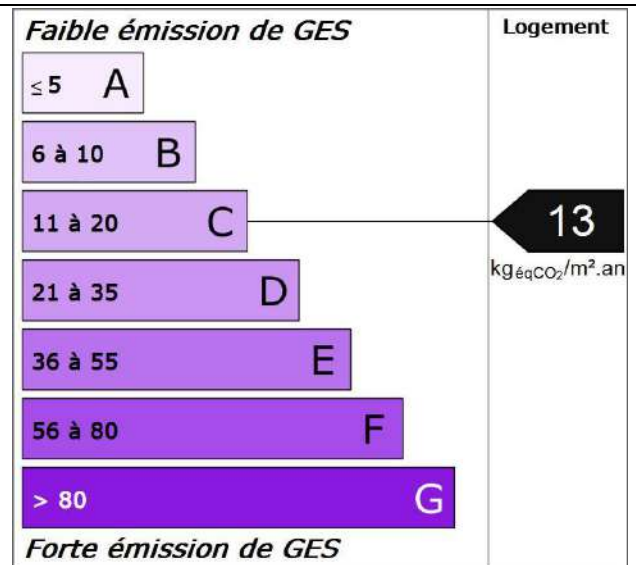 Faible émission de GES
Logement
≤ 5 A
6 à 10 B
11 à 20 C
13
kgéqCO₂/m².an
21 à 35 D
36 à 55 E
56 à 80 F
> 80 G
Forte émission de GES